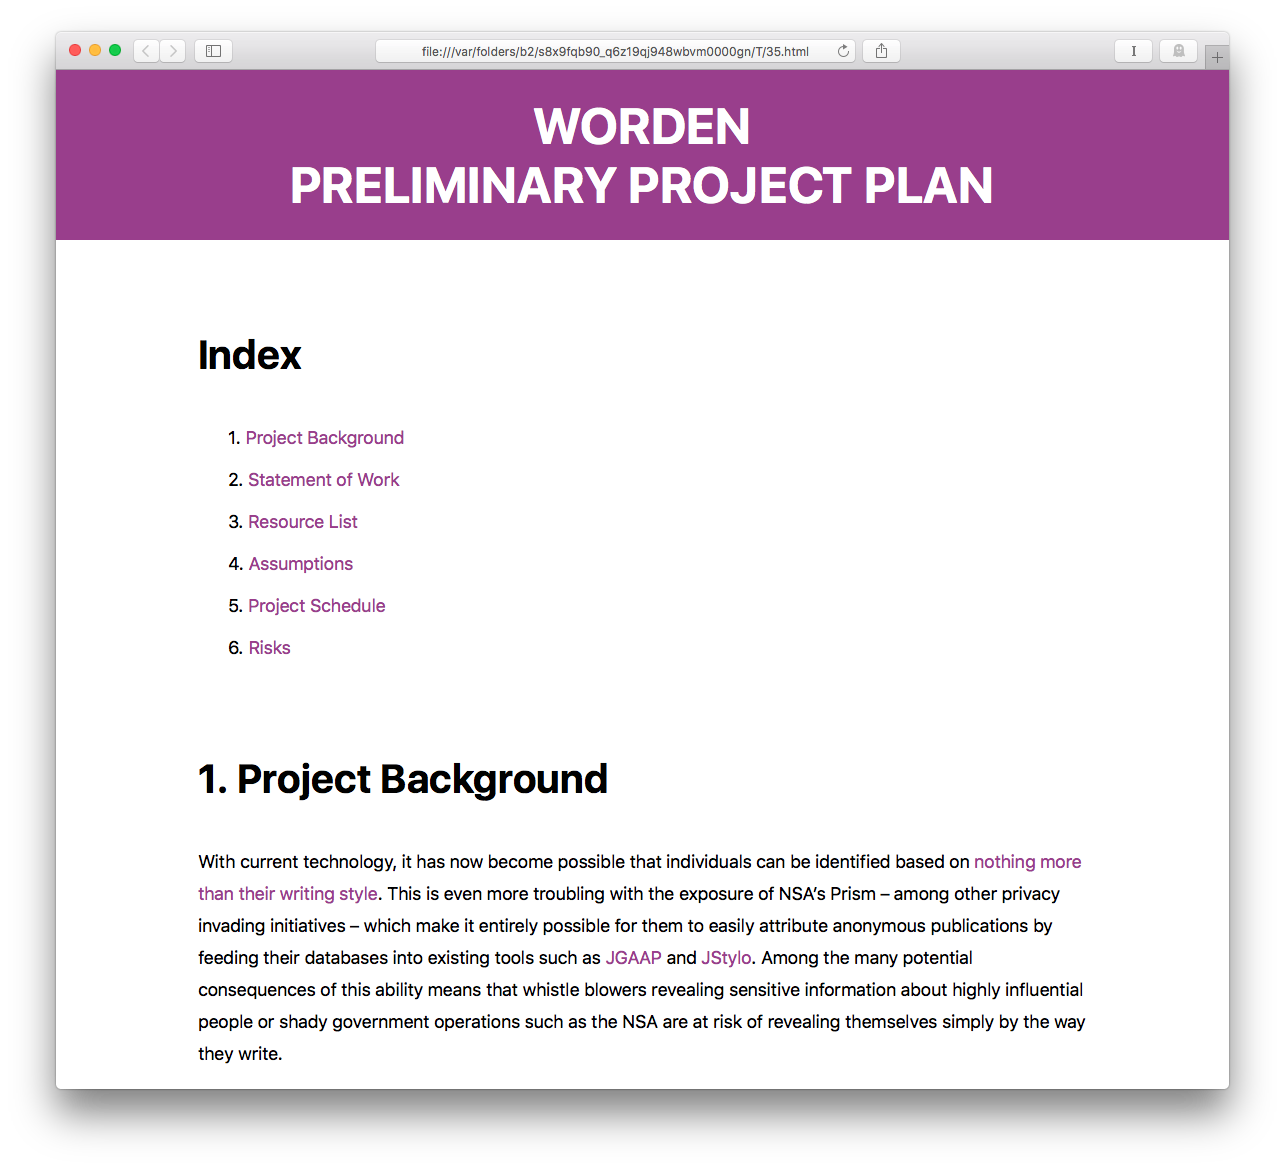 file:///var/folders/b2/s8x9fqb90_q6z19qj948wbvm0000gn/T/35.html
WORDEN
PRELIMINARY PROJECT PLAN
Index
1. Project Background
2. Statement of Work
3. Resource List
4. Assumptions
5. Project Schedule
6. Risks
1. Project Background
With current technology, it has now become possible that individuals can be identified based on nothing more
than their writing style. This is even more troubling with the exposure of NSA’s Prism – among other privacy
invading initiatives – which make it entirely possible for them to easily attribute anonymous publications by
feeding their databases into existing tools such as JGAAP and JStylo. Among the many potential
consequences of this ability means that whistle blowers revealing sensitive information about highly influential
people or shady government operations such as the NSA are at risk of revealing themselves simply by the way
they write.